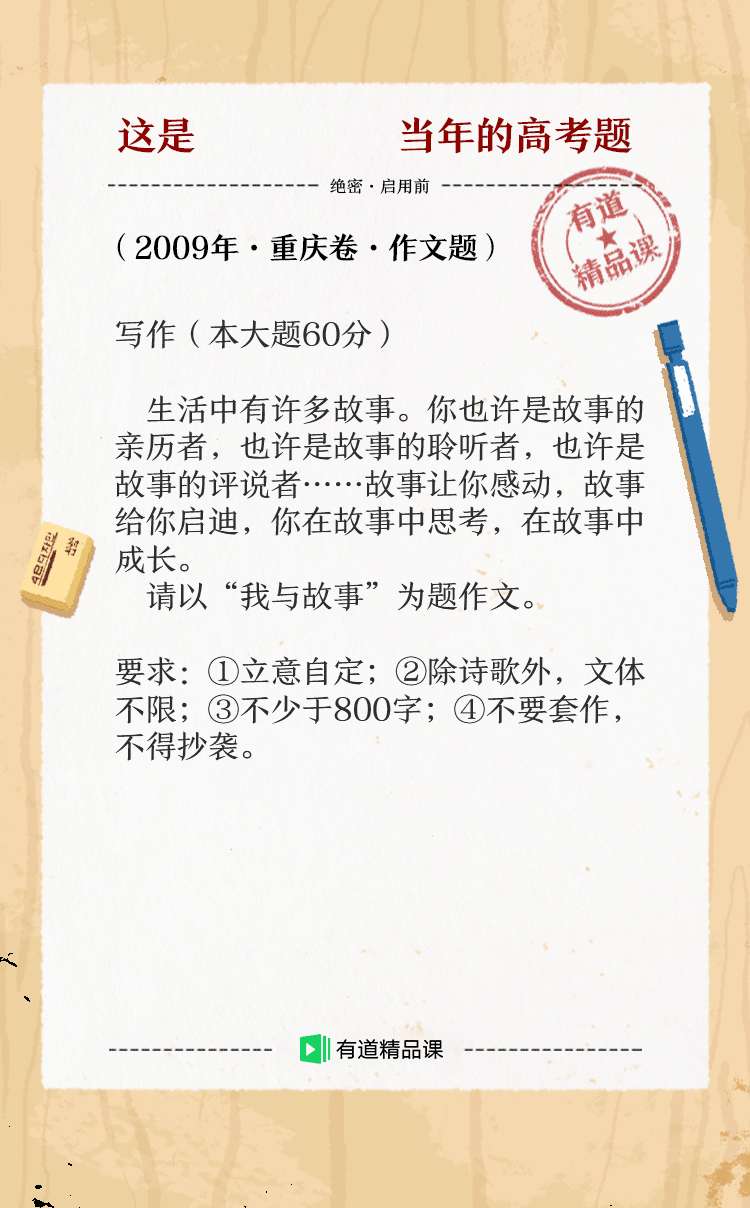 这是 当年的高考题
绝密·启用前
有道
精品课
（2009年·重庆卷·作文题）
写作（本大题60分）
生活中有许多故事。你也许是故事的
亲历者，也许是故事的聆听者，也许是
故事的评说者……故事让你感动，故事
给你启迪，你在故事中思考，在故事中
成长。
请以“我与故事”为题作文。
要求：①立意自定；②除诗歌外，文体
不限；③不少于800字；④不要套作，
不得抄袭。
有道精品课